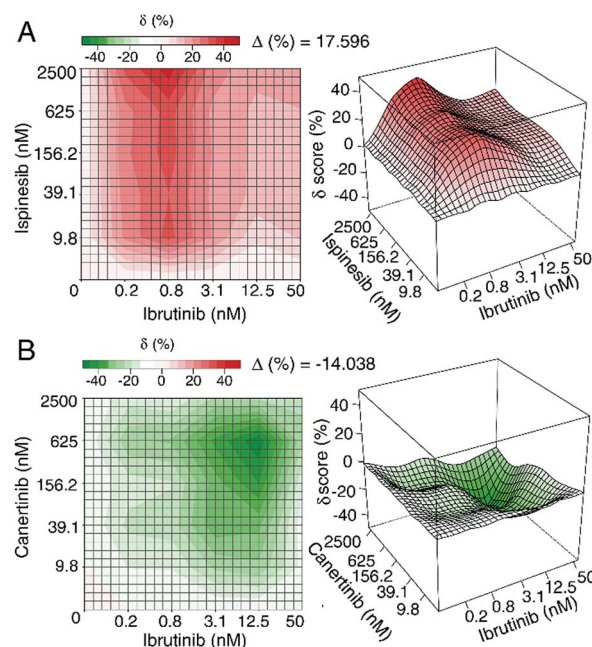 A
δ (%)
-40 -20 0 20 40
Δ (%) = 17.596
2500
625
156.2
39.1
9.8
0
Ispinesib (nM)
0.2 0.8 3.1 12.5 50
Ibrutinib (nM)
40
20
0
-20
-40
δ score (%)
2500
625
156.2
39.1
9.8
Ispinesib (nM)
0.2 0.8 3.1 12.5 50
Ibrutinib (nM)
B
δ (%)
-40 -20 0 20 40
Δ (%) = -14.038
2500
625
156.2
39.1
9.8
0
Canertinib (nM)
0.2 0.8 3.1 12.5 50
Ibrutinib (nM)
40
20
0
-20
-40
δ score (%)
2500
625
156.2
39.1
9.8
Canertinib (nM)
0.2 0.8 3.1 12.5 50
Ibrutinib (nM)